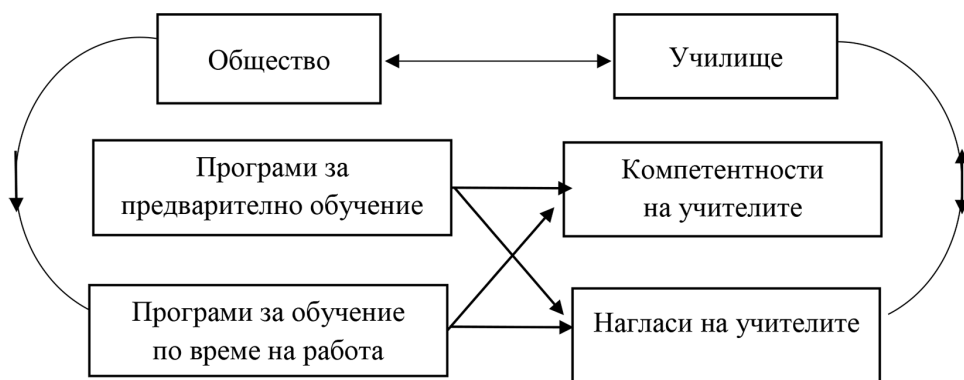 Общество
Училище
Програми за
предварително обучение
Компетентности
на учителите
Програми за обучение
по време на работа
Нагласи на учителите